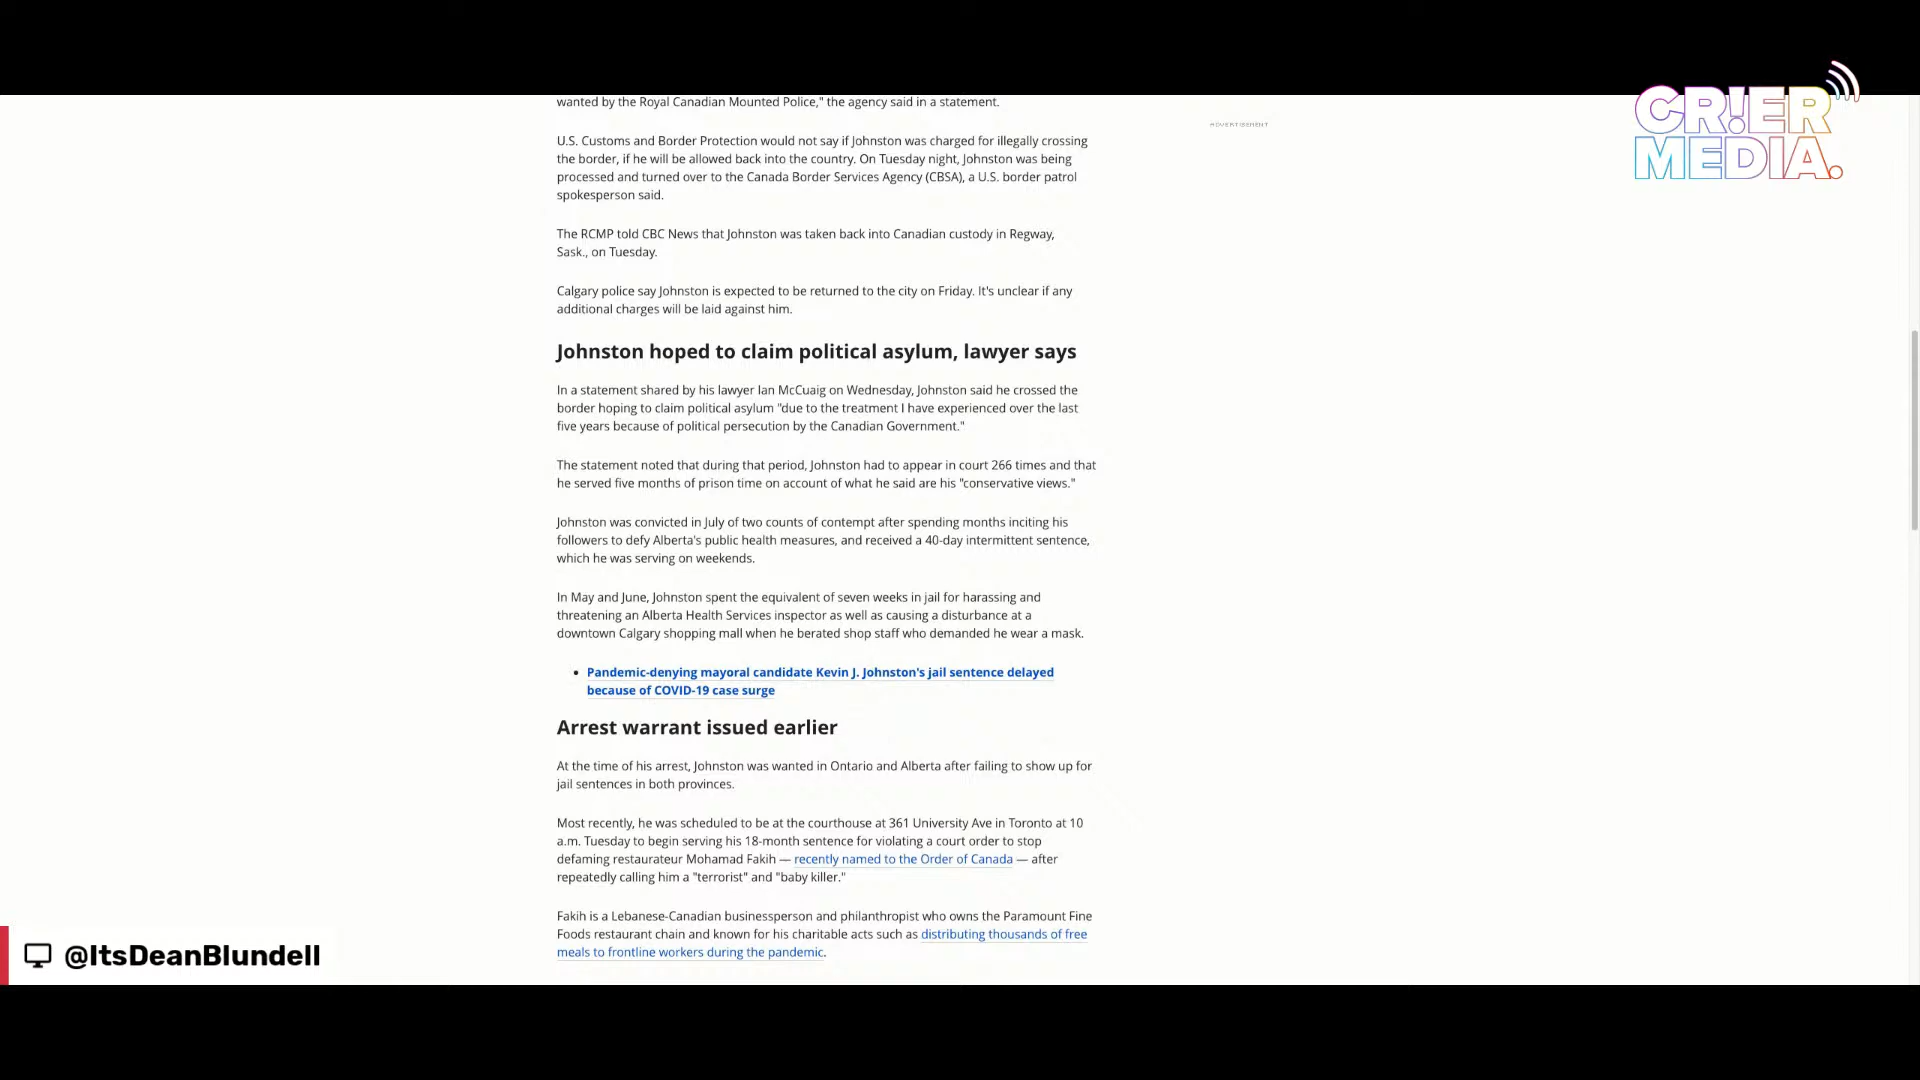 CR!ER
MEDIA.
wanted by the Royal Canadian Mounted Police," the agency said in a statement.
ADVERTISEMENT
U.S. Customs and Border Protection would not say if Johnston was charged for illegally crossing
the border, if he will be allowed back into the country. On Tuesday night, Johnston was being
processed and turned over to the Canada Border Services Agency (CBSA), a U.S. border patrol
spokesperson said.
The RCMP told CBC News that Johnston was taken back into Canadian custody in Regway,
Sask., on Tuesday.
Calgary police say Johnston is expected to be returned to the city on Friday. It's unclear if any
additional charges will be laid against him.
Johnston hoped to claim political asylum, lawyer says
In a statement shared by his lawyer Ian McCuaig on Wednesday, Johnston said he crossed the
border hoping to claim political asylum "due to the treatment I have experienced over the last
five years because of political persecution by the Canadian Government."
The statement noted that during that period, Johnston had to appear in court 266 times and that
he served five months of prison time on account of what he said are his "conservative views."
Johnston was convicted in July of two counts of contempt after spending months inciting his
followers to defy Alberta's public health measures, and received a 40-day intermittent sentence,
which he was serving on weekends.
In May and June, Johnston spent the equivalent of seven weeks in jail for harassing and
threatening an Alberta Health Services inspector as well as causing a disturbance at a
downtown Calgary shopping mall when he berated shop staff who demanded he wear a mask.
• Pandemic-denying mayoral candidate Kevin J. Johnston's jail sentence delayed
because of COVID-19 case surge
Arrest warrant issued earlier
At the time of his arrest, Johnston was wanted in Ontario and Alberta after failing to show up for
jail sentences in both provinces.
Most recently, he was scheduled to be at the courthouse at 361 University Ave in Toronto at 10
a.m. Tuesday to begin serving his 18-month sentence for violating a court order to stop
defaming restaurateur Mohamad Fakih — recently named to the Order of Canada — after
repeatedly calling him a "terrorist" and "baby killer."
Fakih is a Lebanese-Canadian businessperson and philanthropist who owns the Paramount Fine
Foods restaurant chain and known for his charitable acts such as distributing thousands of free
meals to frontline workers during the pandemic.
@ItsDeanBlundell